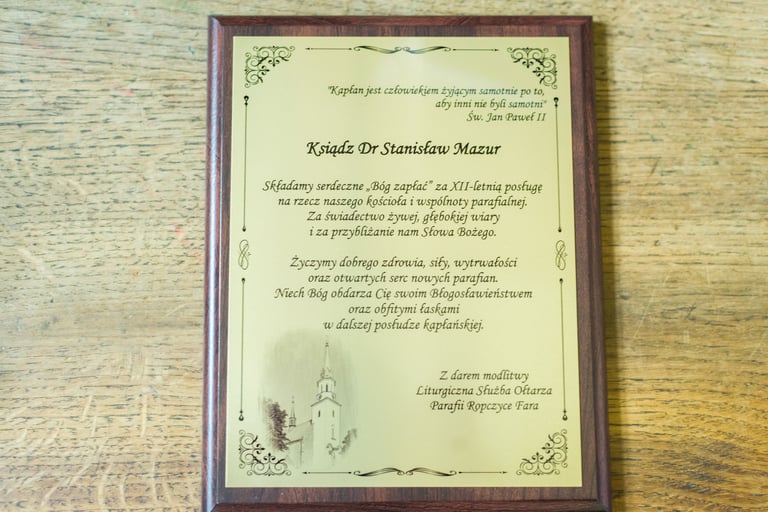 "Kapłan jest człowiekiem żyjącym samotnie po to,
aby inni nie byli samotni"
Św. Jan Paweł II
Ksiądz Dr Stanisław Mazur
Składamy serdeczne „Bóg zapłać” za XII-letnią posługę
na rzecz naszego kościoła i wspólnoty parafialnej.
Za świadectwo żywej, głębokiej wiary
i za przybliżanie nam Słowa Bożego.
Życzymy dobrego zdrowia, siły, wytrwałości
oraz otwartych serc nowych parafian.
Niech Bóg obdarza Cię swoim Błogosławieństwem
oraz obfitymi łaskami
w dalszej posłudze kapłańskiej.
Z darem modlitwy
Liturgiczna Służba Ołtarza
Parafii Ropczyce Fara